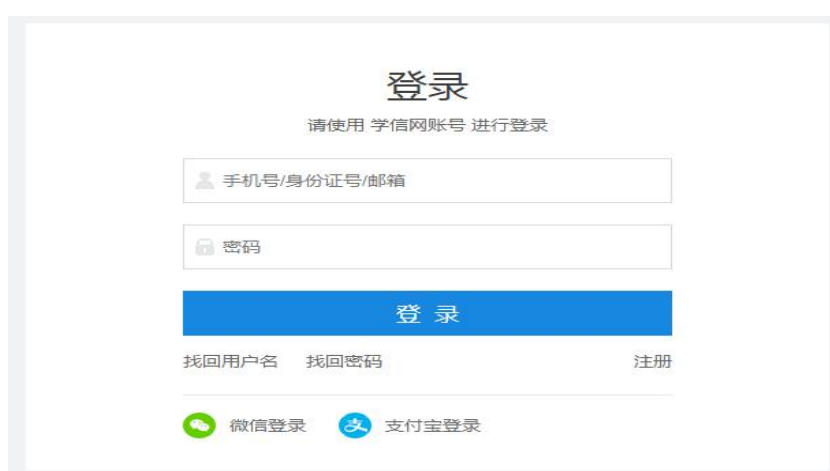 登录
请使用 学信网账号 进行登录
手机号/身份证号/邮箱
密码
登 录
找回用户名 找回密码 注册
微信登录 支付宝登录